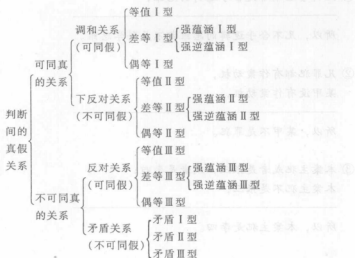 判断间的真假关系
可同真的关系
调和关系(可同假)
等值Ⅰ型
差等Ⅰ型
强蕴涵Ⅰ型
强逆蕴涵Ⅰ型
偶等Ⅰ型
下反对关系(不可同假)
等值Ⅱ型
差等Ⅱ型
强蕴涵Ⅱ型
强逆蕴涵Ⅱ型
偶等Ⅱ型
不可同真的关系
反对关系(可同假)
等值Ⅲ型
差等Ⅲ型
强蕴涵Ⅲ型
强逆蕴涵Ⅲ型
偶等Ⅲ型
矛盾关系(不可同假)
矛盾Ⅰ型
矛盾Ⅱ型
矛盾Ⅲ型